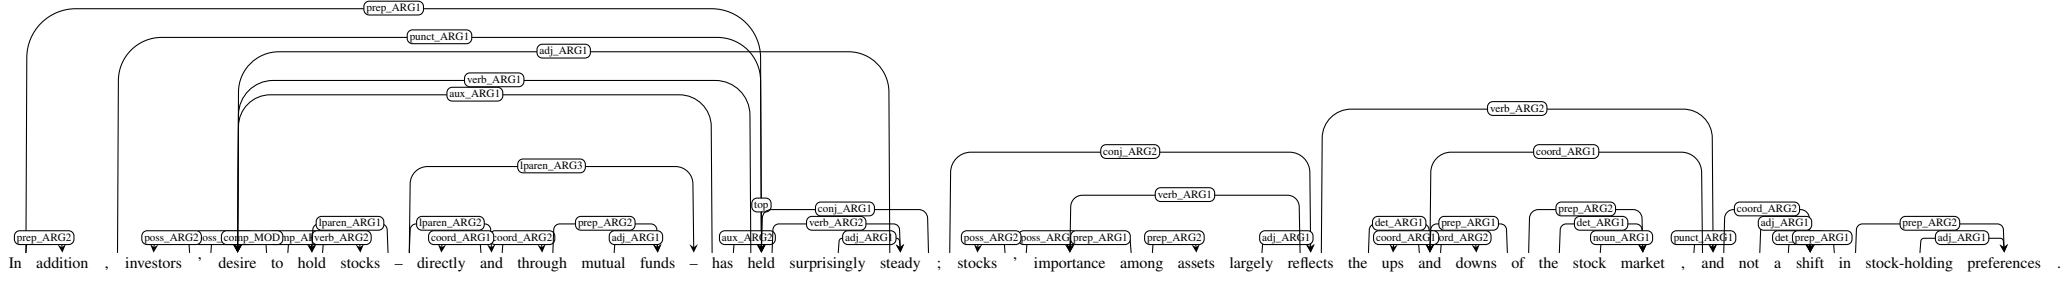 prep_ARG1
punct_ARG1
adj_ARG1
verb_ARG1
aux_ARG1
verb_ARG2
conj_ARG2 coord_ARG1
lparen_ARG3
verb_ARG1
top conj_ARG1 coord_ARG2 prep_ARG2
lparen_ARG1 lparen_ARG2 prep_ARG2 verb_ARG2 det_ARG1 prep_ARG1 det_ARG1 adj_ARG1 prep_ARG2
prep_ARG2 poss_ARG2 comp_MOD verb_ARG2 coord_ARG1 coord_ARG2 adj_ARG1 aux_ARG2 adj_ARG1 poss_ARG2 prep_ARG1 prep_ARG2 adj_ARG1 coord_ARG1 noun_ARG1 punct_ARG1 prep_ARG1 adj_ARG1
In addition , investors ' desire to hold stocks – directly and through mutual funds – has held surprisingly steady ; stocks ' importance among assets largely reflects the ups and downs of the stock market , and not a shift in stock-holding preferences .